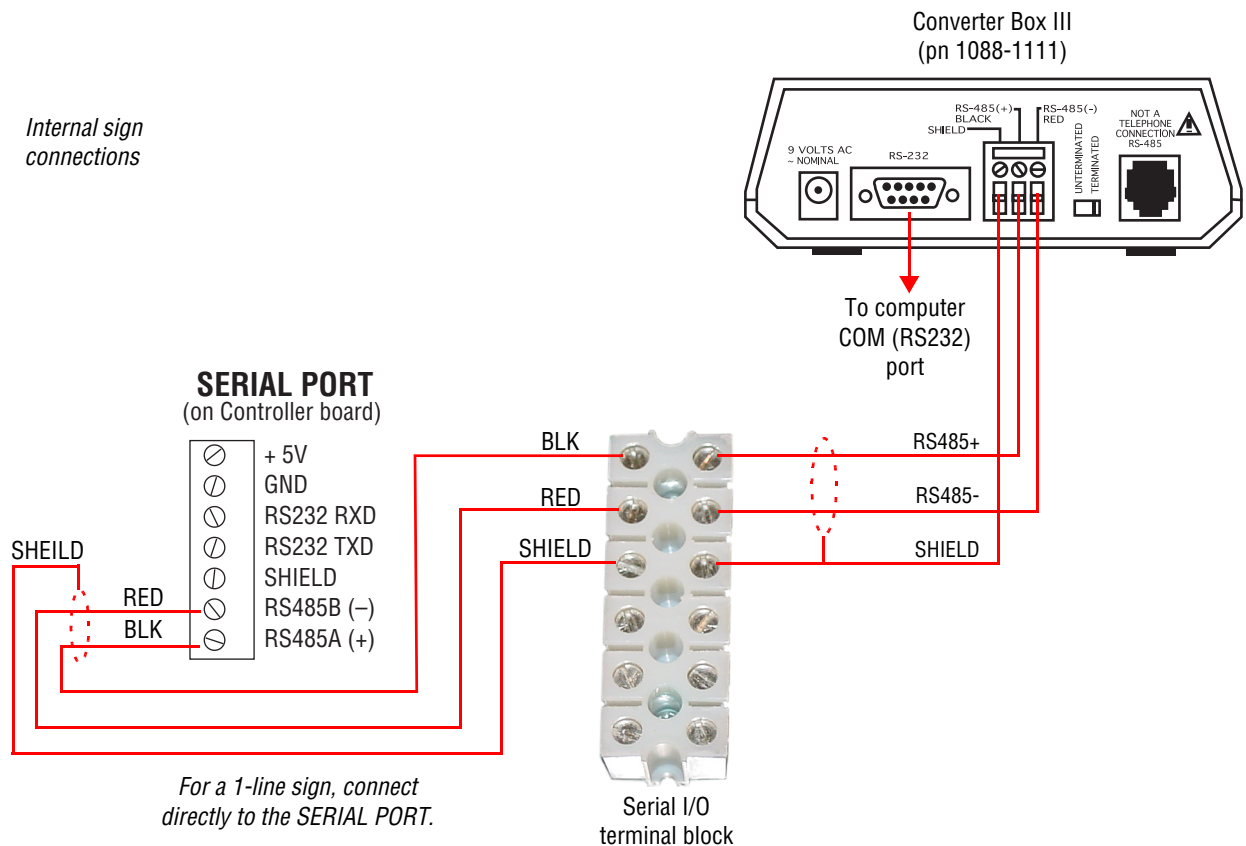 Converter Box III
(pn 1088-1111)
Internal sign
connections
RS-485(+)
BLACK
SHIELD
RS-485(-)
RED
9 VOLTS AC
~ NOMINAL
RS-232
UNTERMINATED
TERMINATED
NOT A
TELEPHONE
CONNECTION
RS-485
To computer
COM (RS232)
port
SERIAL PORT
(on Controller board)
+ 5V
GND
RS232 RXD
RS232 TXD
SHIELD
RS485B (–)
RS485A (+)
SHEILD
RED
BLK
BLK
RED
SHIELD
RS485+
RS485-
SHIELD
For a 1-line sign, connect
directly to the SERIAL PORT.
Serial I/O
terminal block